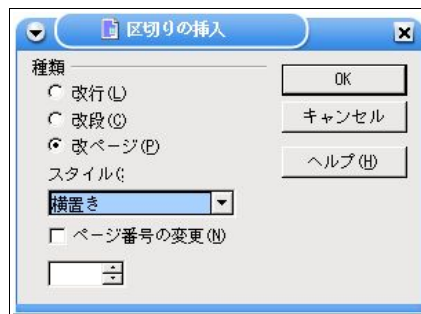 区切りの挿入
種類
改行(L)
改段(C)
改ページ(P)
スタイル(:
横置き
ページ番号の変更(N)
OK
キャンセル
ヘルプ(H)